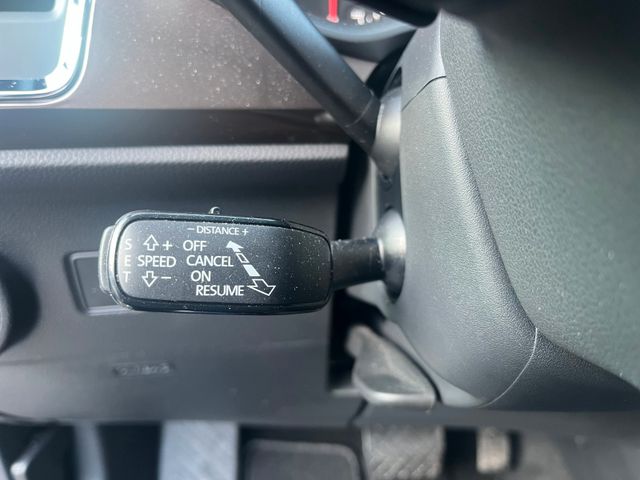 − DISTANCE +
S + OFF
E SPEED CANCEL
T − ON
RESUME